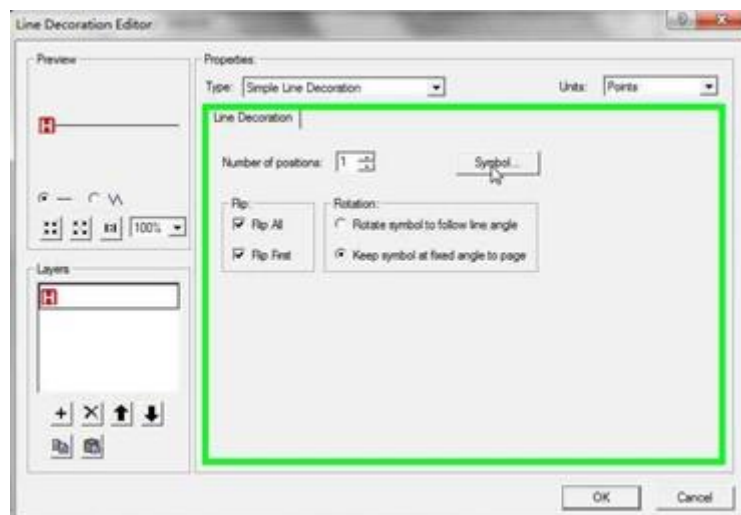 Line Decoration Editor
Preview
H
100%
Layers
H
Properties:
Type: Simple Line Decoration
Units: Points
Line Decoration
Number of positions: 1
Symbol...
Flip:
Flip All
Flip First
Rotation:
Rotate symbol to follow line angle
Keep symbol at fixed angle to page
OK
Cancel